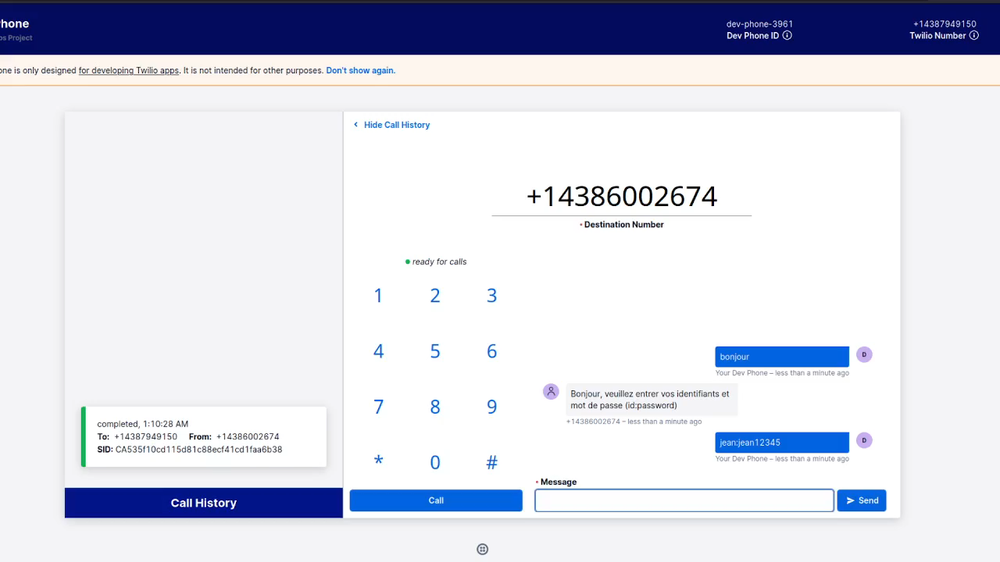 hone
dev-phone-3961
+14387949150
os Project
Dev Phone ID
Twilio Number
one is only designed for developing Twilio apps. It is not intended for other purposes. Don't show again.
Hide Call History
+14386002674
• Destination Number
ready for calls
1 2 3
4 5 6
7 8 9
* 0 #
Call
bonjour
D
Your Dev Phone – less than a minute ago
Bonjour, veuillez entrer vos identifiants et
mot de passe (id:password)
+14386002674 – less than a minute ago
jean:jean12345
D
Your Dev Phone – less than a minute ago
• Message
Send
completed, 1:10:28 AM
To: +14387949150 From: +14386002674
SID: CA535f10cd115d81c88ecf41cd1faa6b38
Call History